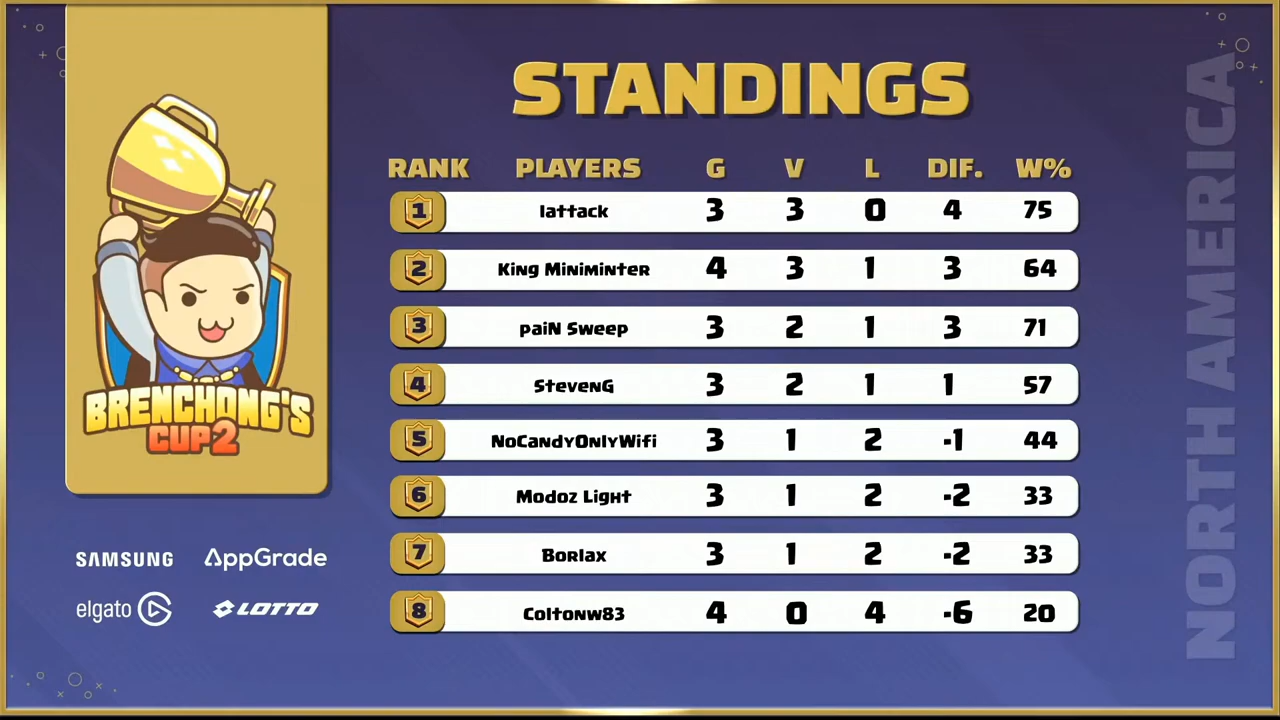 STANDINGS
RANK PLAYERS G V L DIF. W%
1 lattack 3 3 0 4 75
2 King Miniminter 4 3 1 3 64
3 paiN Sweep 3 2 1 3 71
4 StevenG 3 2 1 1 57
5 NoCandyOnlyWifi 3 1 2 -1 44
6 Modoz Light 3 1 2 -2 33
7 Borlax 3 1 2 -2 33
8 Coltonw83 4 0 4 -6 20
BRENCHONG'S
CUP 2
SAMSUNG AppGrade
elgato LOTTO
NORTH AMERICA